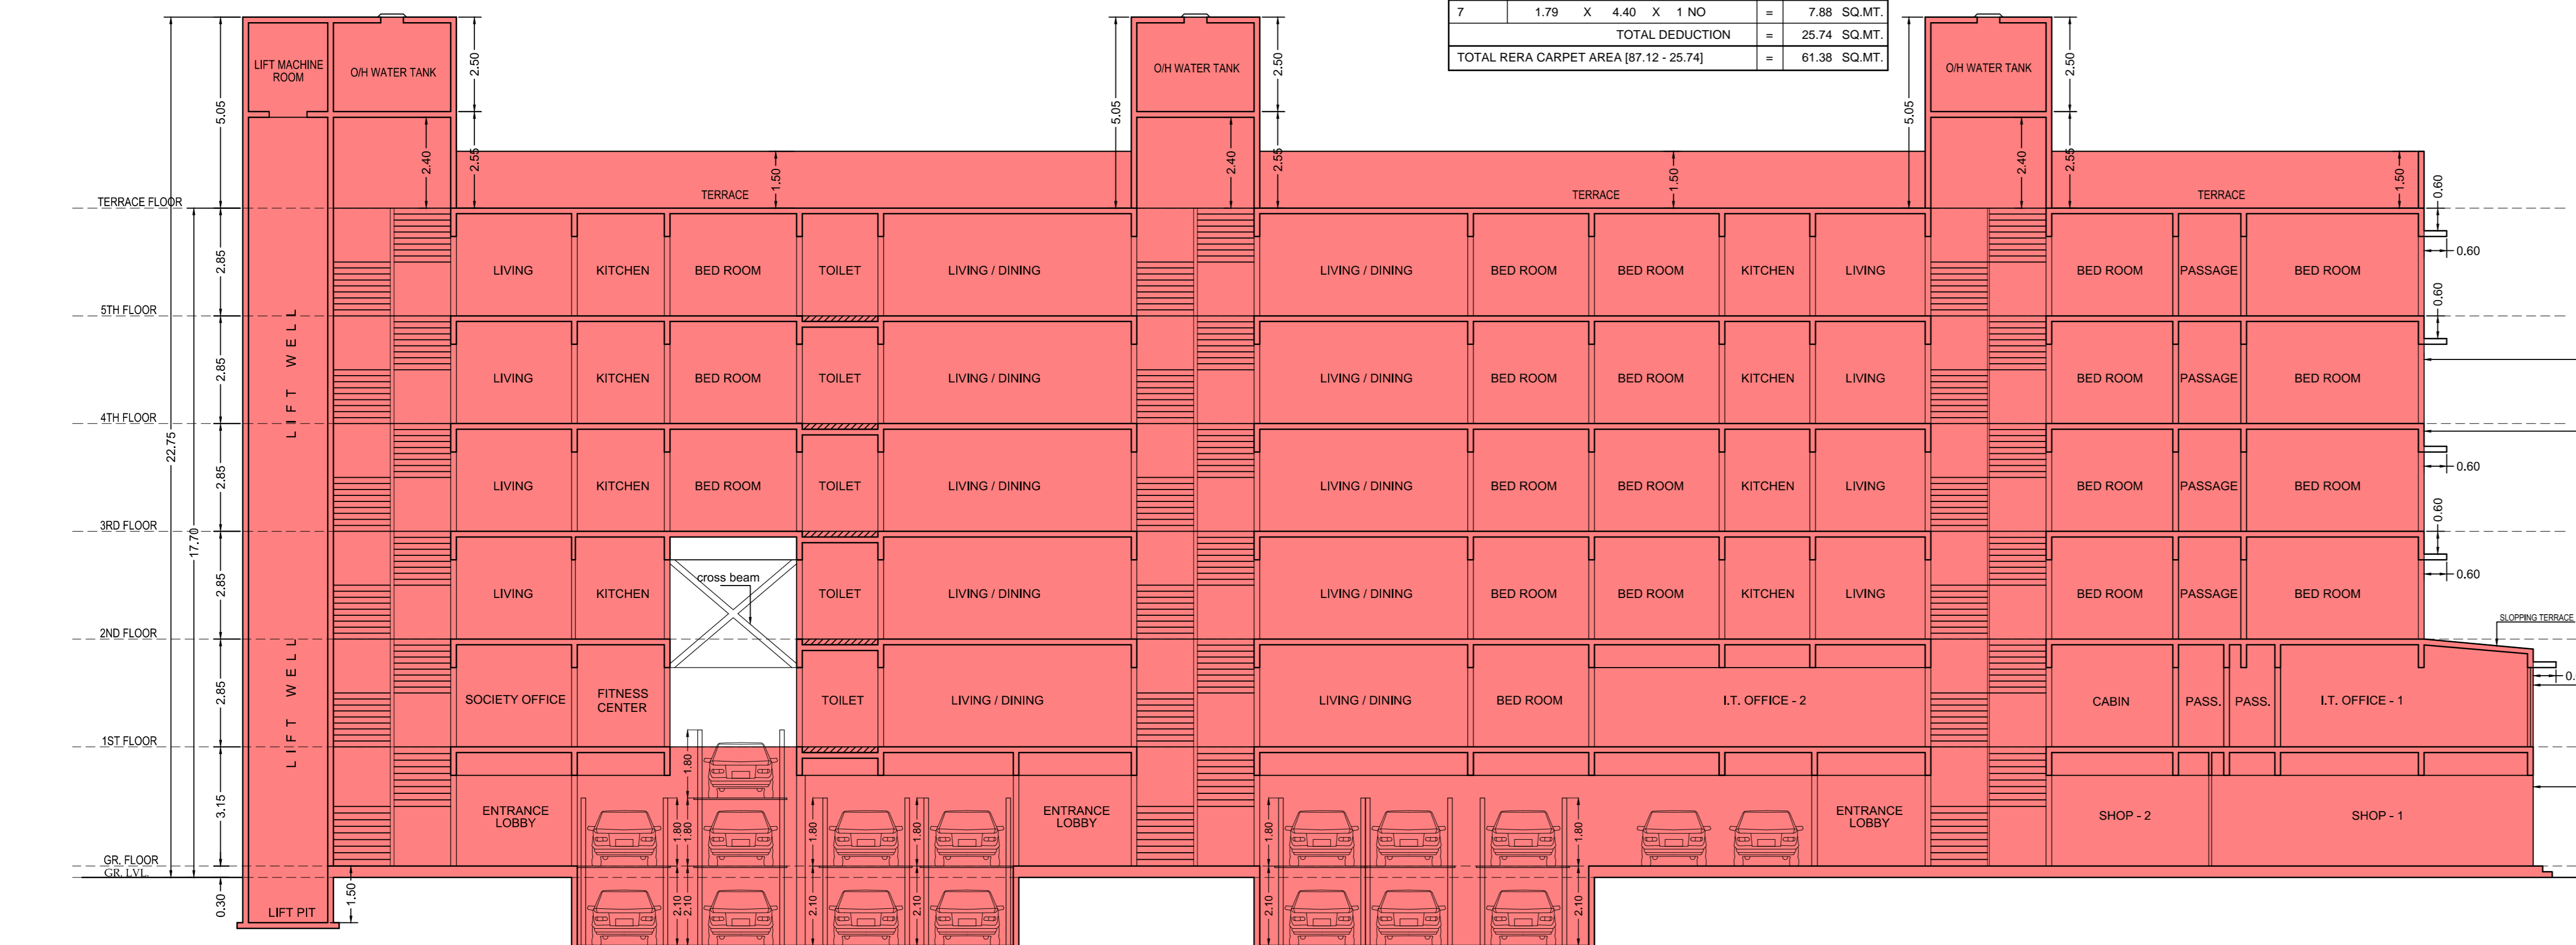 7 1.79 X 4.40 X 1 NO = 7.88 SQ.MT.
TOTAL DEDUCTION = 25.74 SQ.MT.
TOTAL RERA CARPET AREA [87.12 - 25.74] = 61.38 SQ.MT.
LIFT MACHINE
ROOM
O/H WATER TANK
O/H WATER TANK
O/H WATER TANK
5.05
2.50
5.05
2.50
5.05
2.50
2.40
2.55
1.50
2.40
2.55
1.50
2.40
2.55
1.50
0.60
TERRACE FLOOR
TERRACE
TERRACE
TERRACE
2.85
LIVING KITCHEN BED ROOM TOILET LIVING / DINING LIVING / DINING BED ROOM BED ROOM KITCHEN LIVING BED ROOM PASSAGE BED ROOM
0.60
0.60
5TH FLOOR
LIFT WELL
2.85
LIVING KITCHEN BED ROOM TOILET LIVING / DINING LIVING / DINING BED ROOM BED ROOM KITCHEN LIVING BED ROOM PASSAGE BED ROOM
4TH FLOOR
22.75
2.85
LIVING KITCHEN BED ROOM TOILET LIVING / DINING LIVING / DINING BED ROOM BED ROOM KITCHEN LIVING BED ROOM PASSAGE BED ROOM
0.60
0.60
3RD FLOOR
17.70
2.85
cross beam
LIVING KITCHEN TOILET LIVING / DINING LIVING / DINING BED ROOM BED ROOM KITCHEN LIVING BED ROOM PASSAGE BED ROOM
0.60
2ND FLOOR
SLOPPING TERRACE
LIFT WELL
2.85
SOCIETY OFFICE
FITNESS
CENTER
TOILET LIVING / DINING LIVING / DINING BED ROOM I.T. OFFICE - 2 CABIN PASS. PASS. I.T. OFFICE - 1
1ST FLOOR
3.15
1.80
ENTRANCE
LOBBY
1.80 1.80 1.80 1.80
ENTRANCE
LOBBY
1.80 1.80
ENTRANCE
LOBBY
SHOP - 2
SHOP - 1
GR. FLOOR
GR. LVL.
0.30
1.50
LIFT PIT
2.10 2.10 2.10 2.10 2.10 2.10